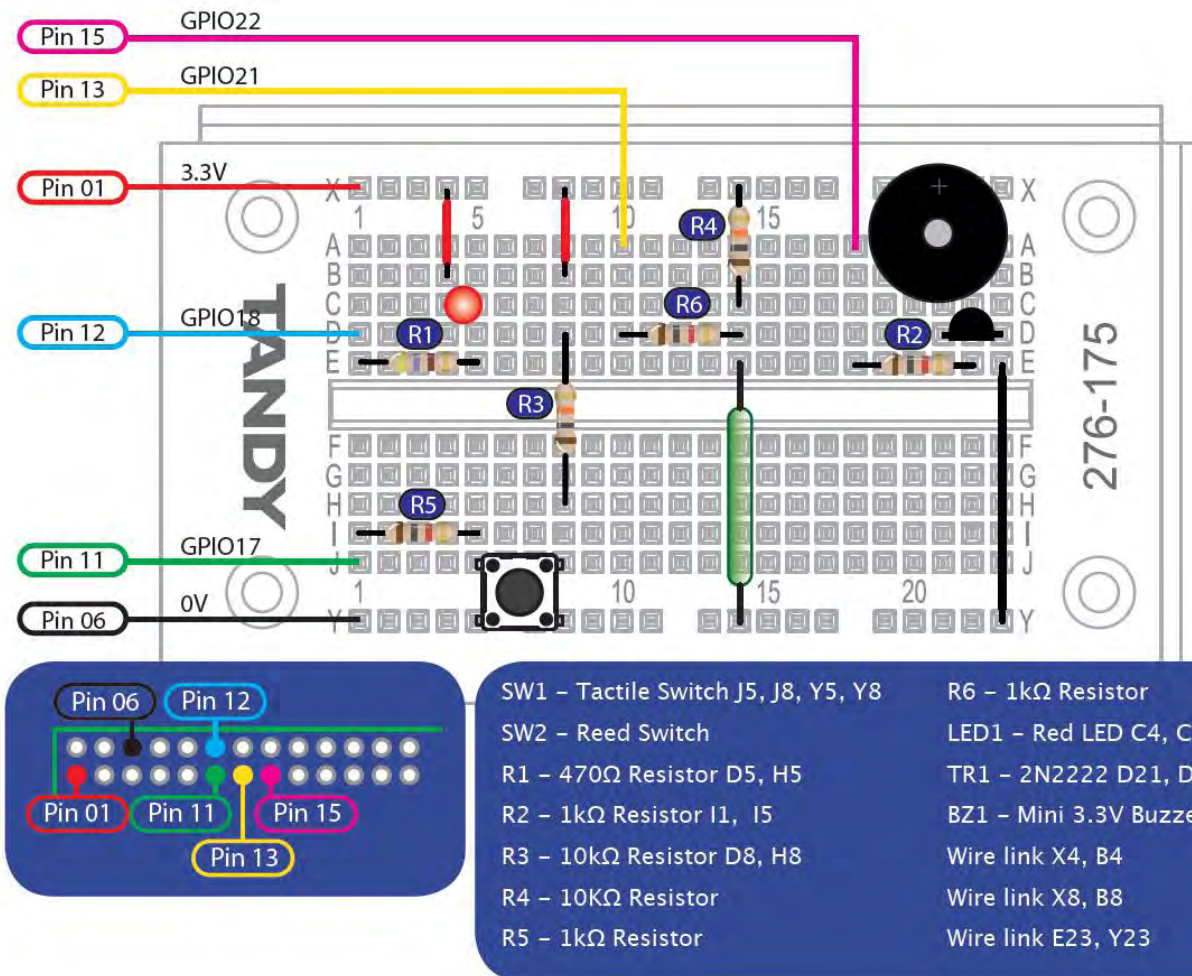 Pin 15 GPIO22
Pin 13 GPIO21
Pin 01 3.3V
X 1 5 10 15 X
R4
A A
B B
C R6 C
Pin 12 GPIO18
D R1 R2 D
E E
R3
TANDY
276-175
F F
G G
H R5 H
I I
Pin 11 GPIO17
J J
1 10 15 20
Pin 06 0V
Y Y
Pin 06 Pin 12
Pin 01 Pin 11 Pin 15
Pin 13
SW1 – Tactile Switch J5, J8, Y5, Y8
SW2 – Reed Switch
R1 – 470Ω Resistor D5, H5
R2 – 1kΩ Resistor I1, I5
R3 – 10kΩ Resistor D8, H8
R4 – 10KΩ Resistor
R5 – 1kΩ Resistor
R6 – 1kΩ Resistor
LED1 – Red LED C4, C
TR1 – 2N2222 D21, D
BZ1 – Mini 3.3V Buzze
Wire link X4, B4
Wire link X8, B8
Wire link E23, Y23